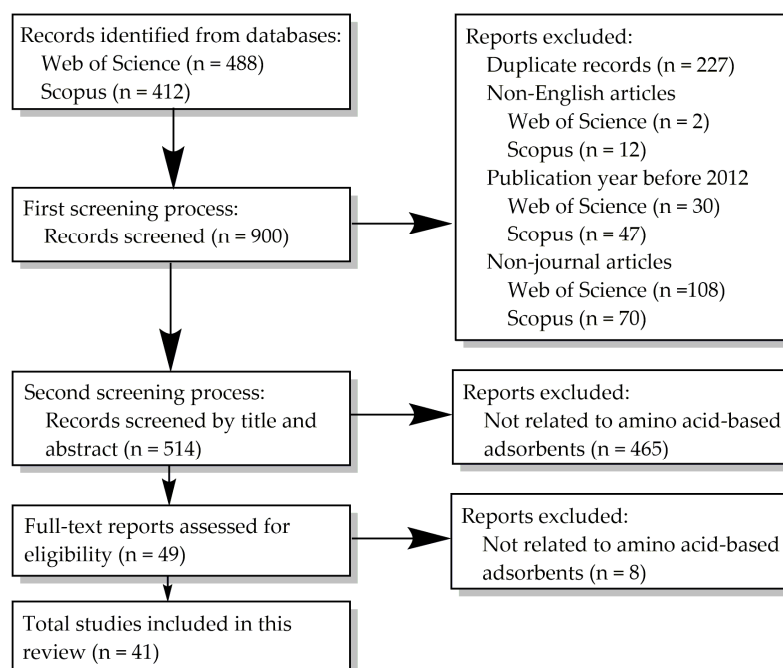 Records identified from databases:
Web of Science (n = 488)
Scopus (n = 412)
First screening process:
Records screened (n = 900)
Reports excluded:
Duplicate records (n = 227)
Non-English articles
Web of Science (n = 2)
Scopus (n = 12)
Publication year before 2012
Web of Science (n = 30)
Scopus (n = 47)
Non-journal articles
Web of Science (n =108)
Scopus (n = 70)
Second screening process:
Records screened by title and
abstract (n = 514)
Reports excluded:
Not related to amino acid-based
adsorbents (n = 465)
Full-text reports assessed for
eligibility (n = 49)
Reports excluded:
Not related to amino acid-based
adsorbents (n = 8)
Total studies included in this
review (n = 41)